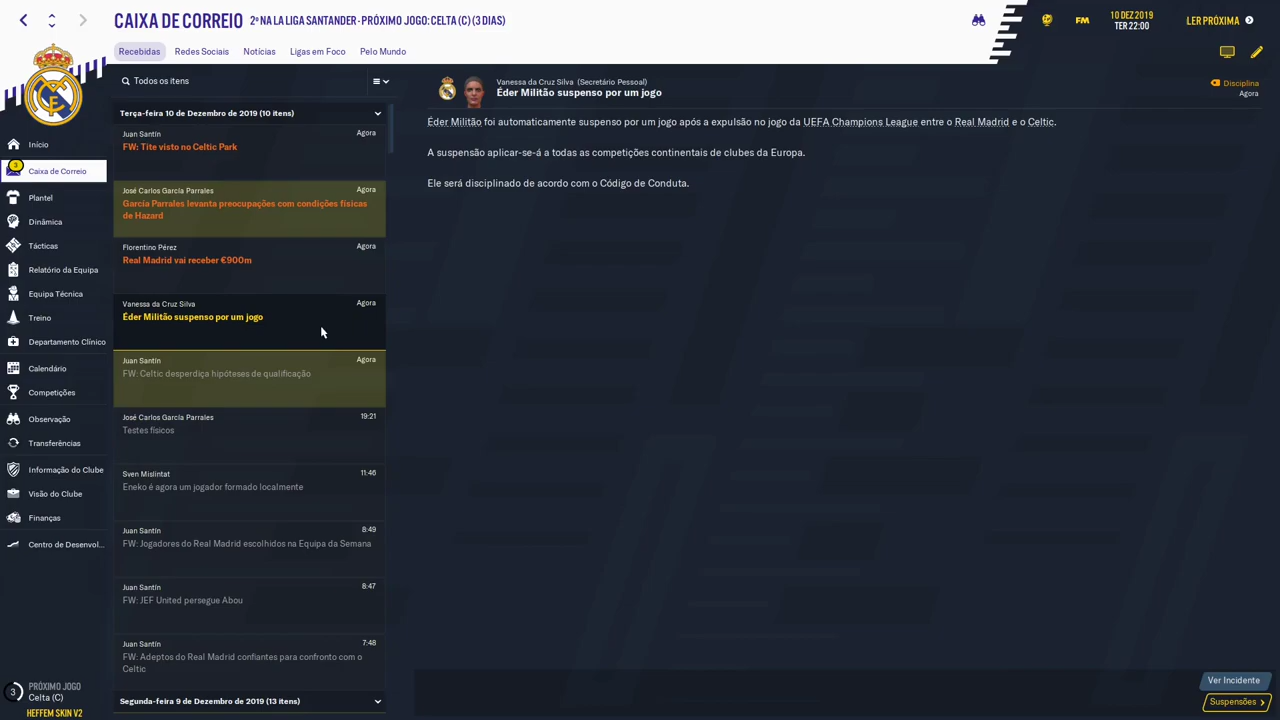 CAIXA DE CORREIO
2º NA LA LIGA SANTANDER · PRÓXIMO JOGO: CELTA (C) (3 DIAS)
FM
10 DEZ 2019
TER 22:00
LER PRÓXIMA
Recebidas
Redes Sociais
Notícias
Ligas em Foco
Pelo Mundo
Início
3
Caixa de Correio
Plantel
Dinâmica
Tácticas
Relatório da Equipa
Equipa Técnica
Treino
Departamento Clínico
Calendário
Competições
Observação
Transferências
Informação do Clube
Visão do Clube
Finanças
Centro de Desenvol...
3
PRÓXIMO JOGO
Celta (C)
HEFFEM SKIN V2
Todos os itens
Terça-feira 10 de Dezembro de 2019 (10 itens)
Juan Santín
Agora
FW: Tite visto no Celtic Park
José Carlos García Parrales
Agora
García Parrales levanta preocupações com condições físicas
de Hazard
Florentino Pérez
Agora
Real Madrid vai receber €900m
Vanessa da Cruz Silva
Agora
Éder Militão suspenso por um jogo
Juan Santín
Agora
FW: Celtic desperdiça hipóteses de qualificação
José Carlos García Parrales
19:21
Testes físicos
Sven Mislintat
11:46
Eneko é agora um jogador formado localmente
Juan Santín
8:49
FW: Jogadores do Real Madrid escolhidos na Equipa da Semana
Juan Santín
8:47
FW: JEF United persegue Abou
Juan Santín
7:48
FW: Adeptos do Real Madrid confiantes para confronto com o
Celtic
Segunda-feira 9 de Dezembro de 2019 (13 itens)
Vanessa da Cruz Silva (Secretário Pessoal)
Éder Militão suspenso por um jogo
Disciplina
Agora
Éder Militão foi automaticamente suspenso por um jogo após a expulsão no jogo da UEFA Champions League entre o Real Madrid e o Celtic.
A suspensão aplicar-se-á a todas as competições continentais de clubes da Europa.
Ele será disciplinado de acordo com o Código de Conduta.
Ver Incidente
Suspensões